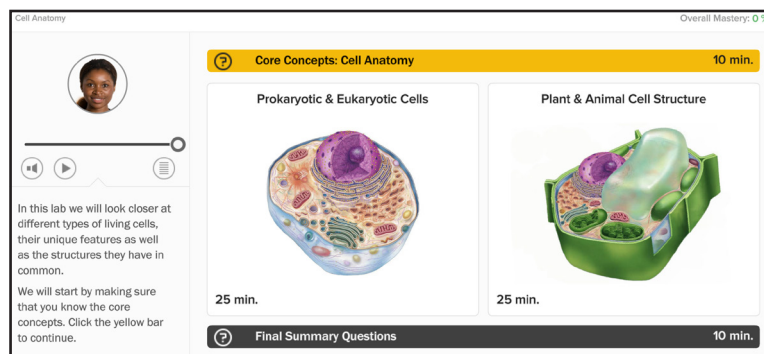 Cell Anatomy
Overall Mastery: 0 %
In this lab we will look closer at
different types of living cells,
their unique features as well
as the structures they have in
common.
We will start by making sure
that you know the core
concepts. Click the yellow bar
to continue.
? Core Concepts: Cell Anatomy 10 min.
Prokaryotic & Eukaryotic Cells
25 min.
Plant & Animal Cell Structure
25 min.
? Final Summary Questions 10 min.